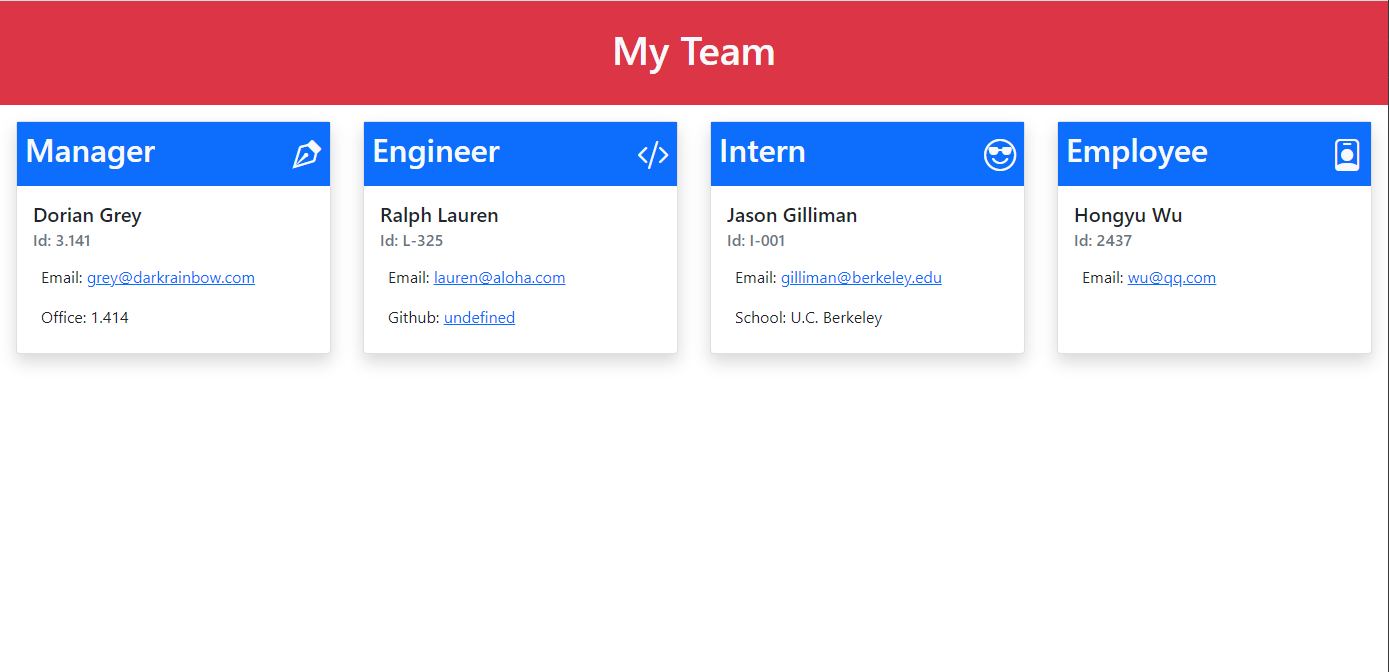 My Team
Manager
Dorian Grey
Id: 3.141
Email: grey@darkrainbow.com
Office: 1.414
Engineer
Ralph Lauren
Id: L-325
Email: lauren@aloha.com
Github: undefined
Intern
Jason Gilliman
Id: I-001
Email: gilliman@berkeley.edu
School: U.C. Berkeley
Employee
Hongyu Wu
Id: 2437
Email: wu@qq.com